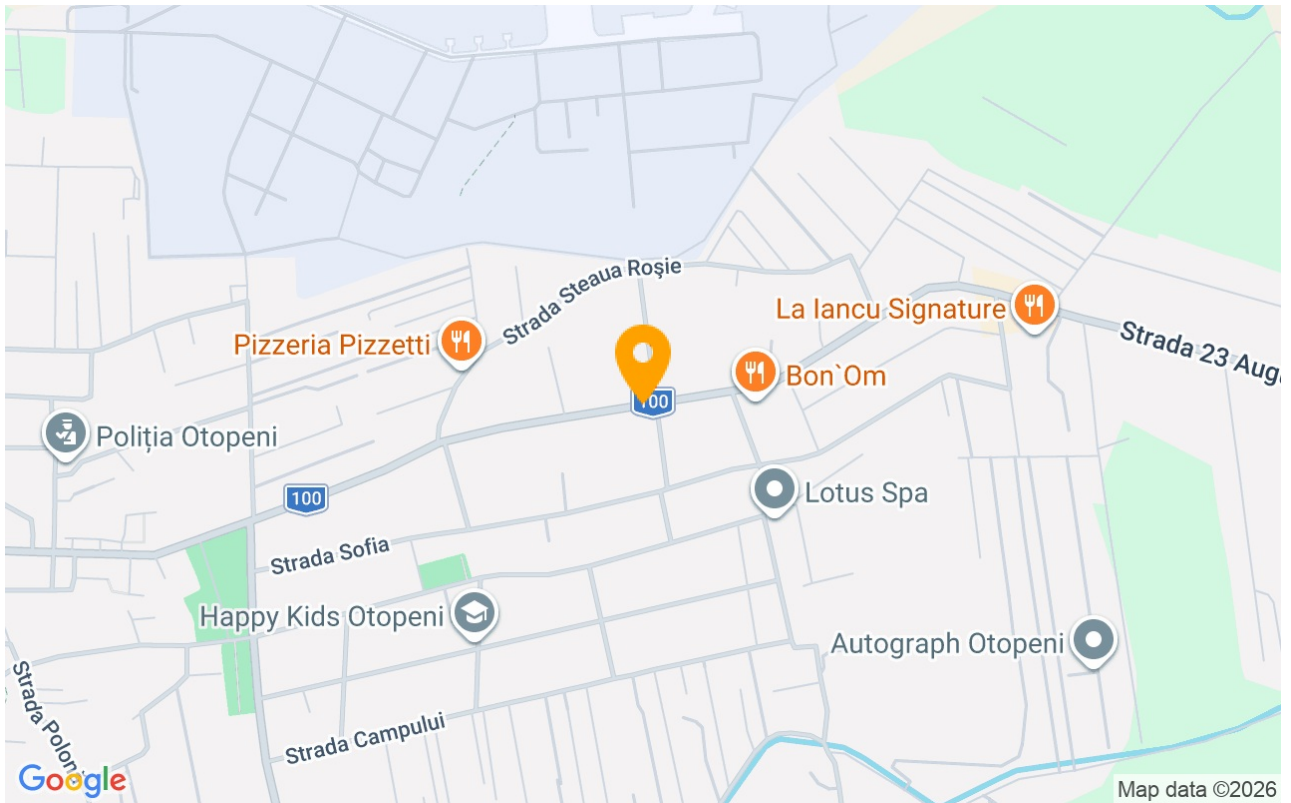 Strada Steaua Roșie
La Iancu Signature
Pizzeria Pizzetti
Strada 23 Aug
Bon`Om
100
Poliția Otopeni
100
Lotus Spa
Strada Sofia
Happy Kids Otopeni
Autograph Otopeni
Strada Polon
Strada Campului
Google
Map data ©2026